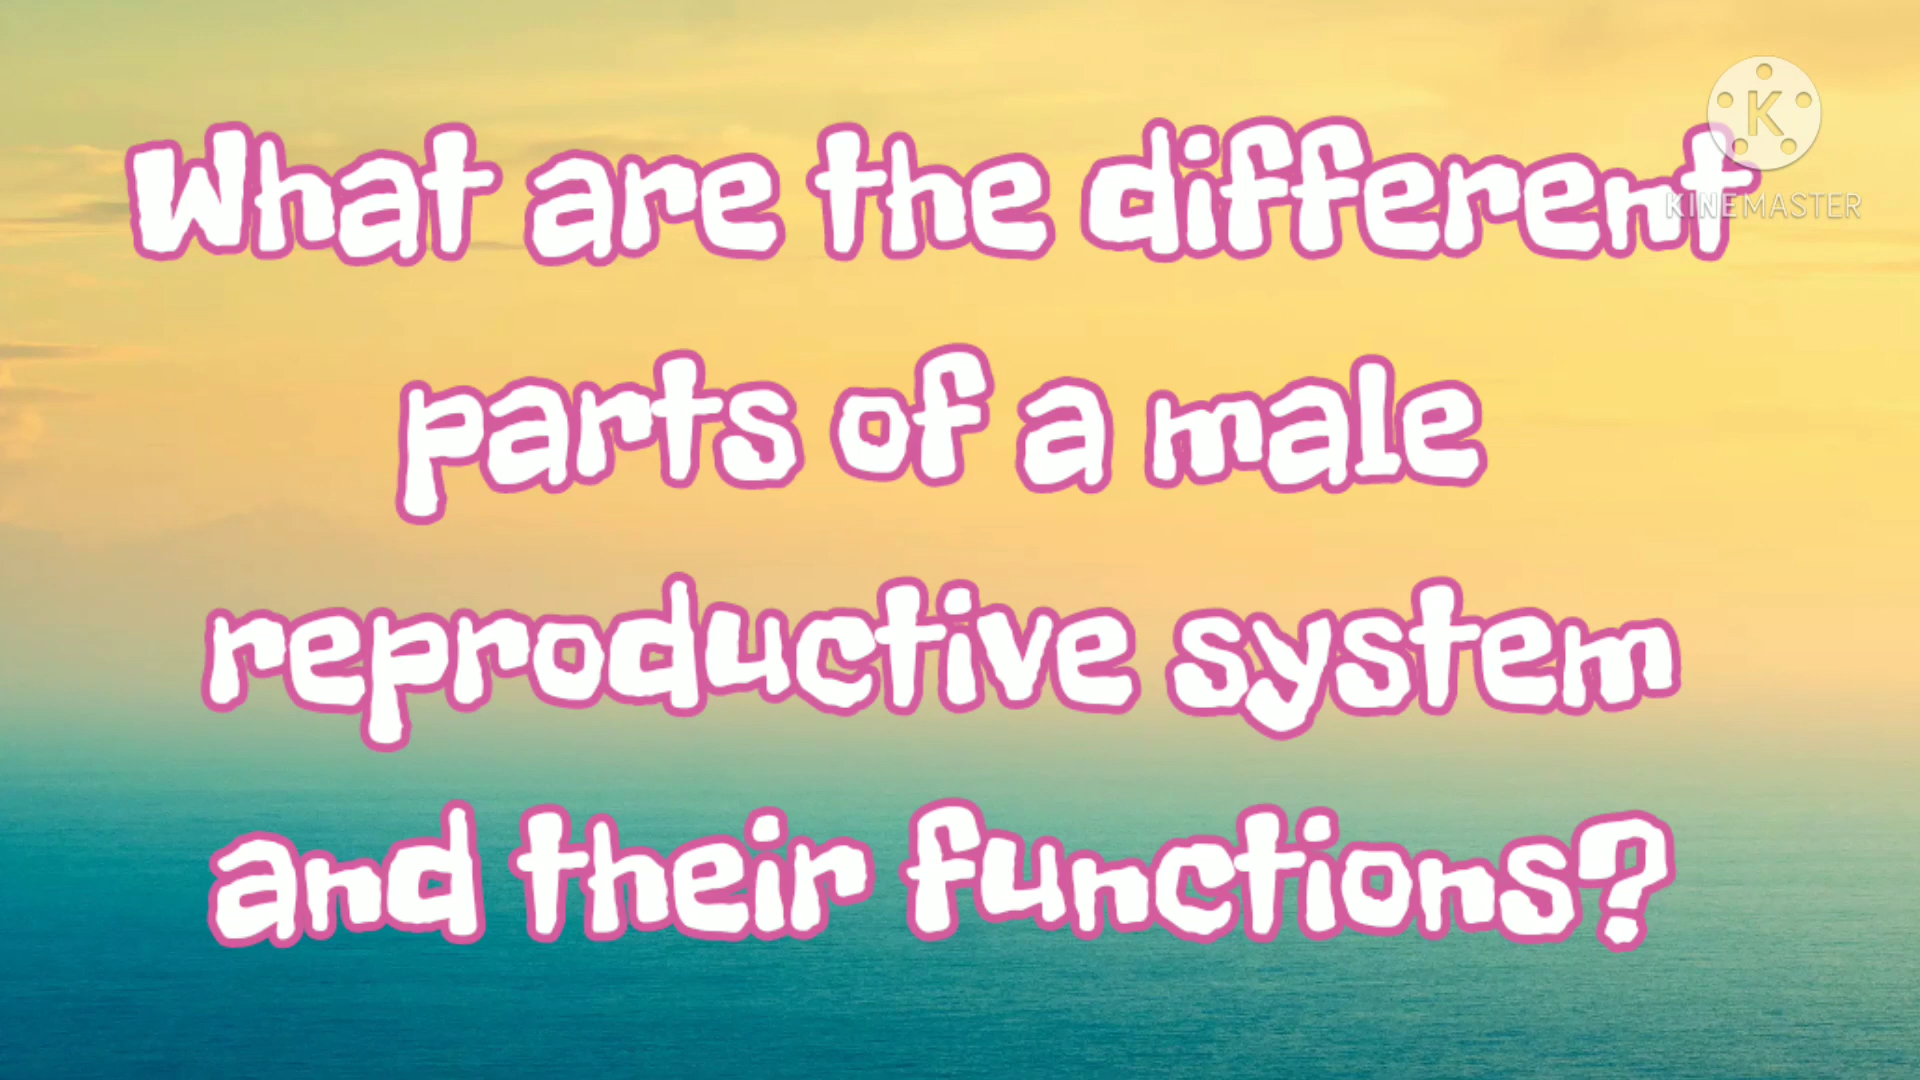 What are the different
parts of a male
reproductive system
and their functions?
K
KINEMASTER